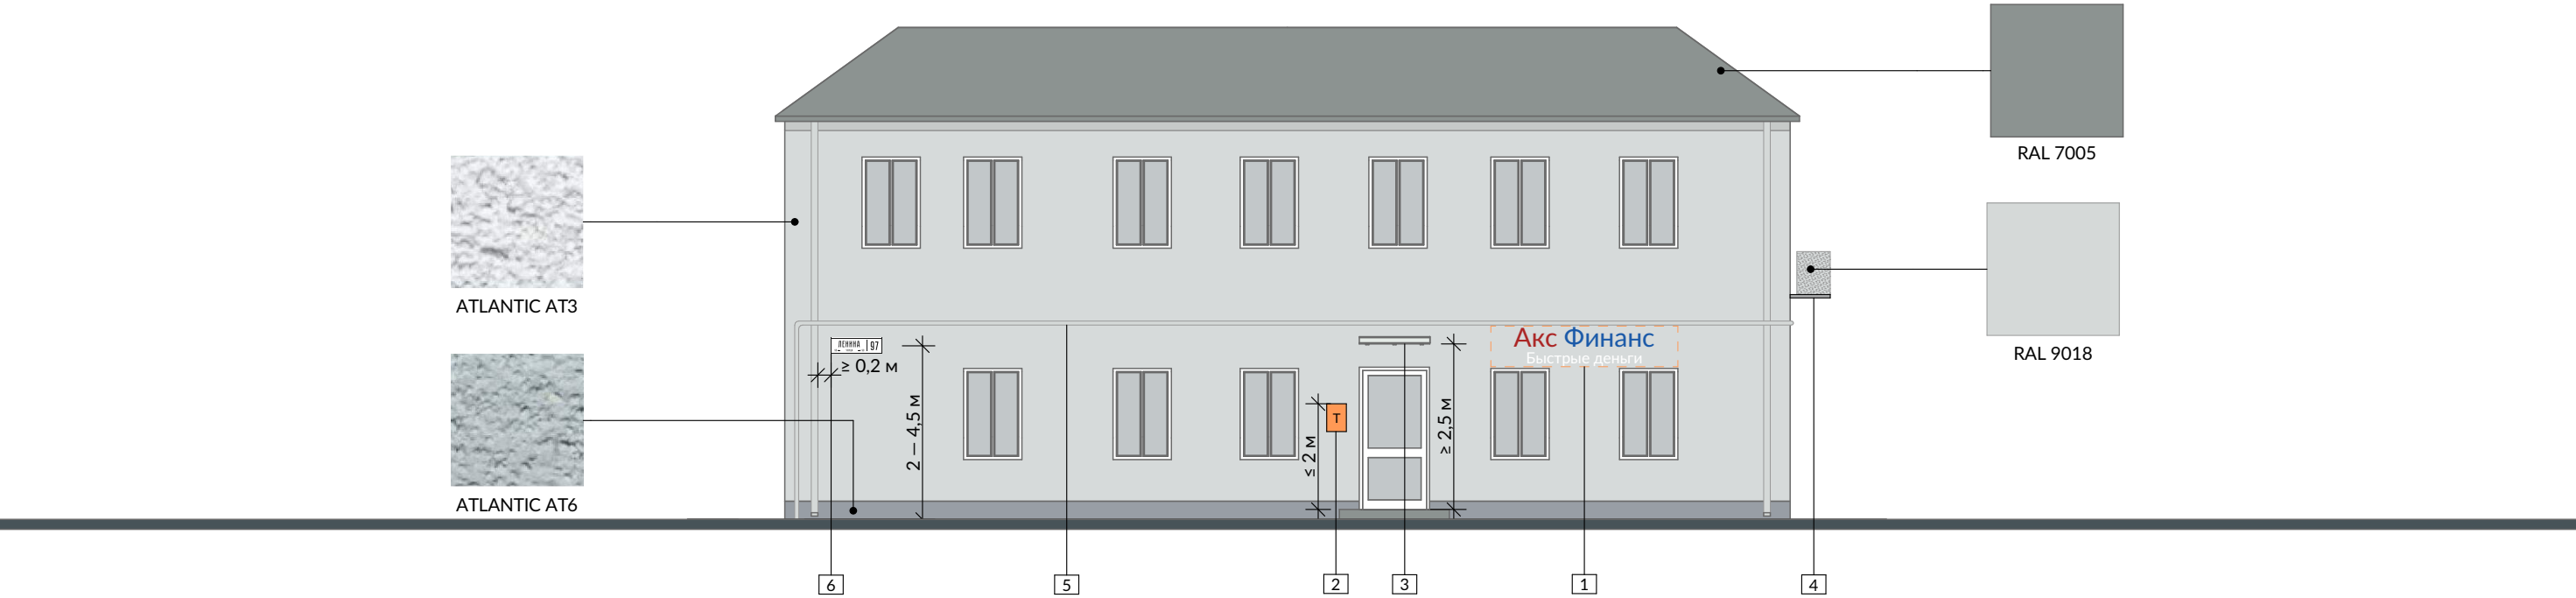 RAL 7005
ATLANTIC AT3
RAL 9018
Акс Финанс
Быстрые деньги
ЛЕНИНА 97
≥ 0,2 м
2 – 4,5 м
≤ 2 м
T
≥ 2,5 м
ATLANTIC AT6
6
5
2
3
1
4